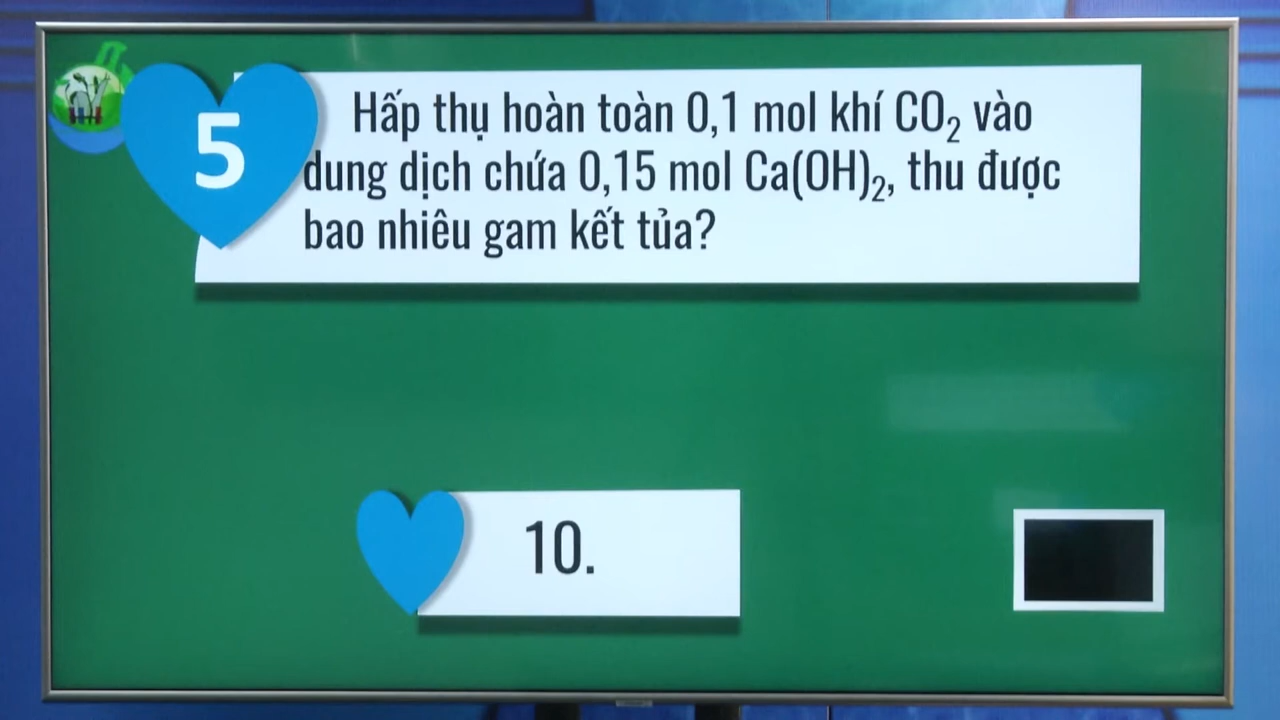 5
Hấp thụ hoàn toàn 0,1 mol khí CO₂ vào
dung dịch chứa 0,15 mol Ca(OH)₂, thu được
bao nhiêu gam kết tủa?
10.